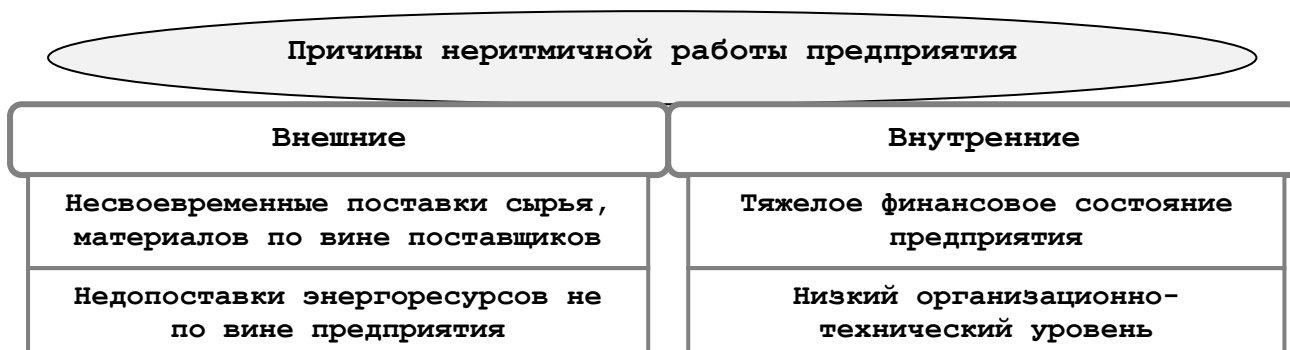 Причины неритмичной работы предприятия
Внешние
Внутренние
Несвоевременные поставки сырья,
материалов по вине поставщиков
Тяжелое финансовое состояние
предприятия
Недопоставки энергоресурсов не
по вине предприятия
Низкий организационно-
технический уровень